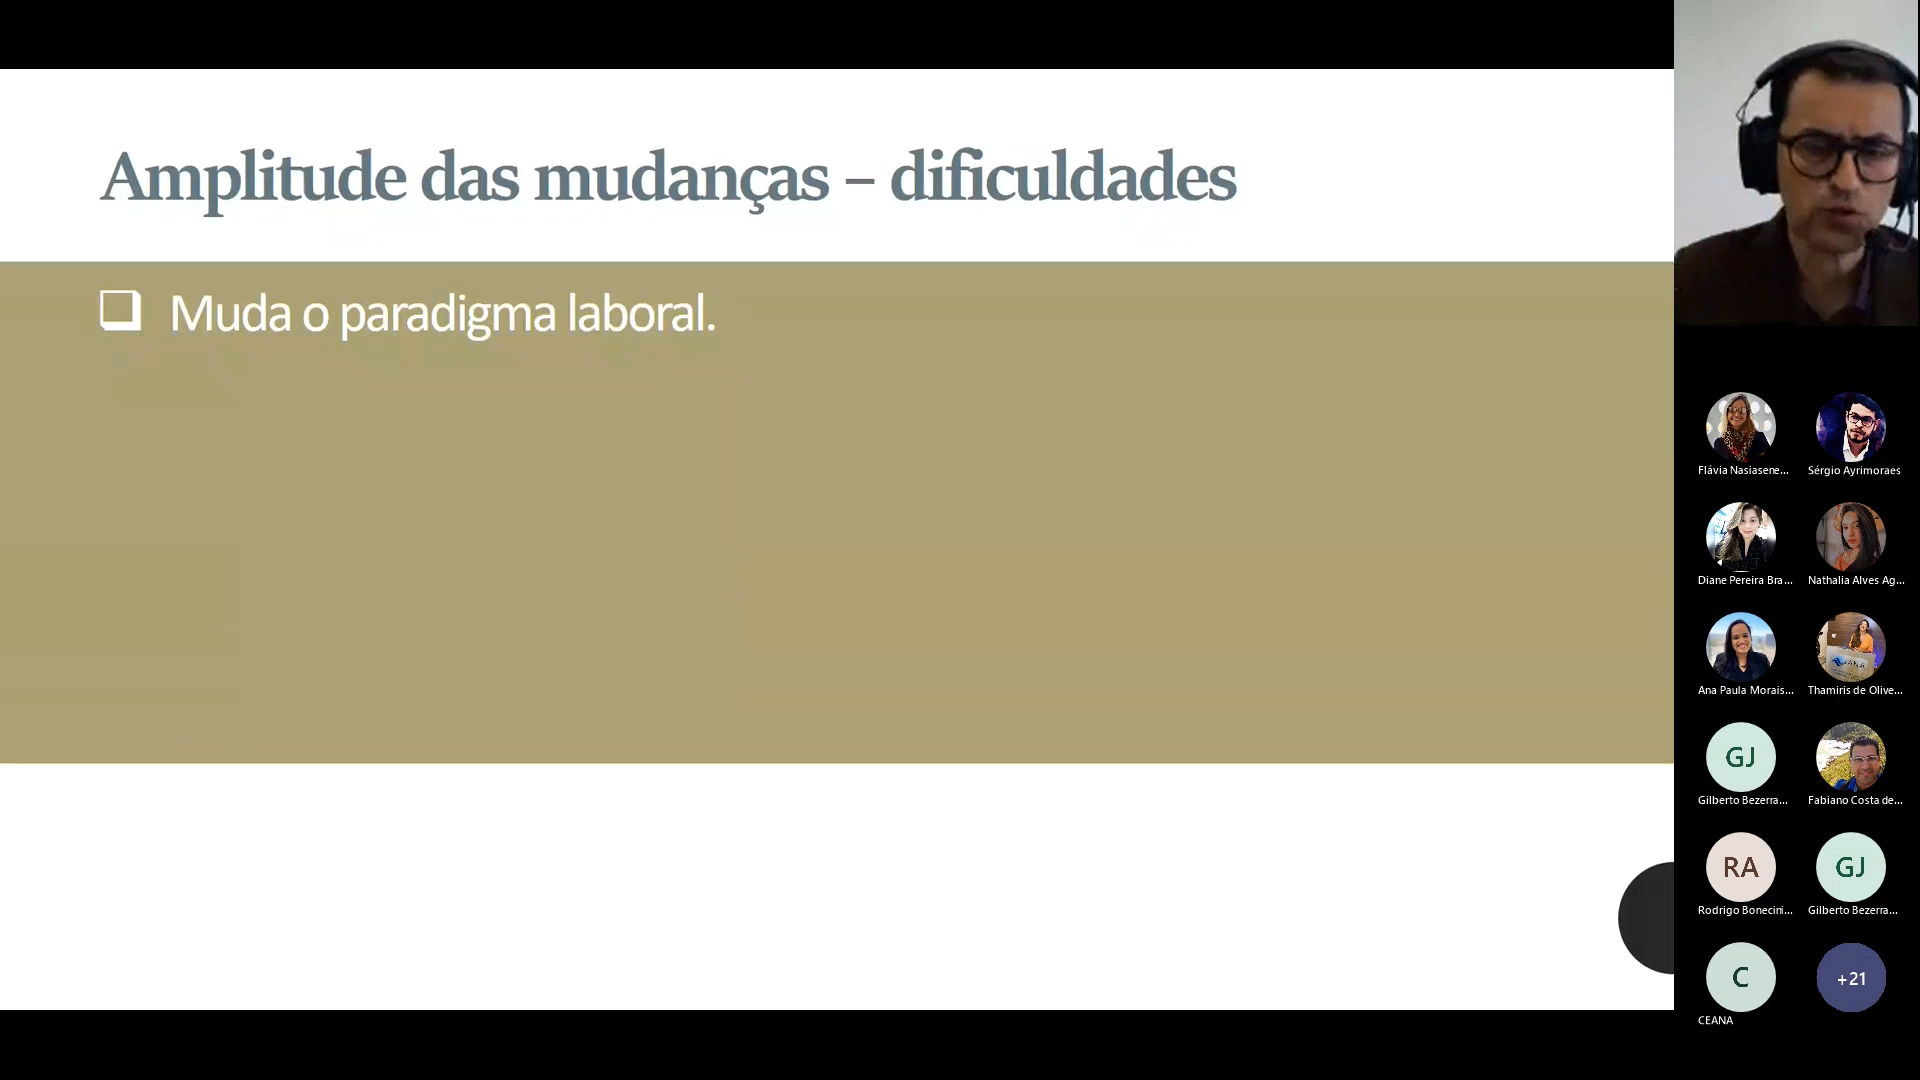 Amplitude das mudanças – dificuldades
Muda o paradigma laboral.
Flávia Nasiasene...
Sérgio Ayrimoraes
Diane Pereira Bra...
Nathalia Alves Ag...
Ana Paula Morais...
Thamiris de Olive...
GJ
Gilberto Bezerra...
Fabiano Costa de...
RA
Rodrigo Bonecini...
GJ
Gilberto Bezerra...
C
CEANA
+21